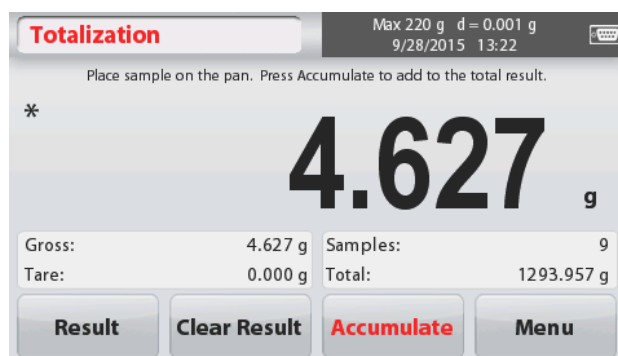 Totalization
Max 220 g d = 0.001 g
9/28/2015 13:22
Place sample on the pan. Press Accumulate to add to the total result.
*
4.627 g
Gross: 4.627 g Samples: 9
Tare: 0.000 g Total: 1293.957 g
Result Clear Result Accumulate Menu